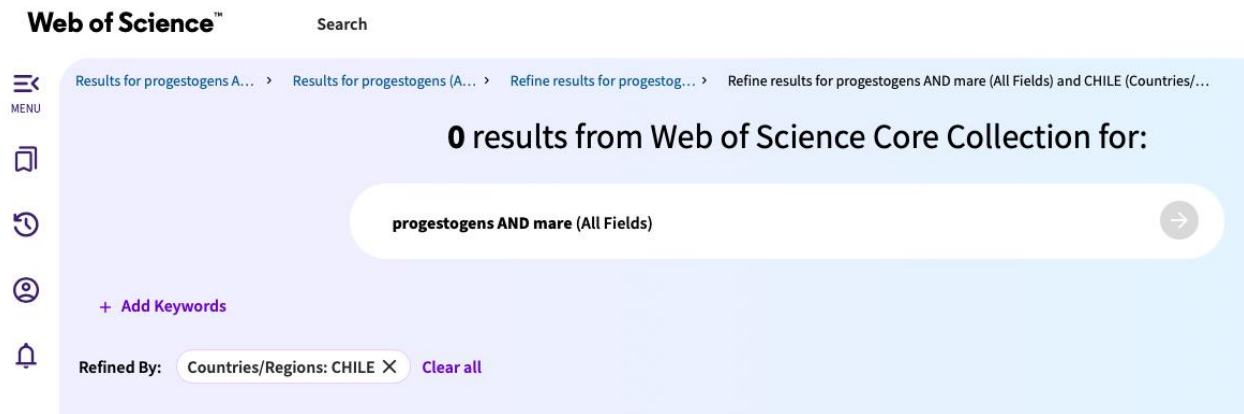 Web of Science™
Search
MENU
Results for progestogens A... › Results for progestogens (A... › Refine results for progestog... › Refine results for progestogens AND mare (All Fields) and CHILE (Countries/...
0 results from Web of Science Core Collection for:
progestogens AND mare (All Fields)
+ Add Keywords
Refined By: Countries/Regions: CHILE × Clear all